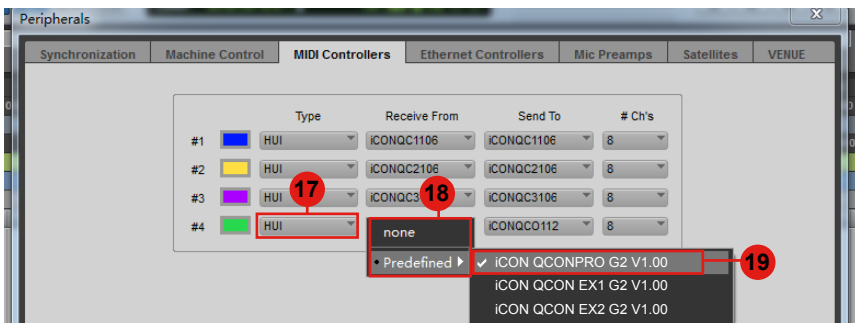 Peripherals
Synchronization Machine Control MIDI Controllers Ethernet Controllers Mic Preamps Satellites VENUE
Type Receive From Send To # Ch's
#1 HUI iCONQC1106 iCONQC1106 8
#2 HUI iCONQC2106 iCONQC2106 8
#3 HUI iCONQC3 iCONQC3106 8
17 18
#4 HUI iCONQCO112 8
none
Predefined iCON QCONPRO G2 V1.00 19
iCON QCON EX1 G2 V1.00
iCON QCON EX2 G2 V1.00